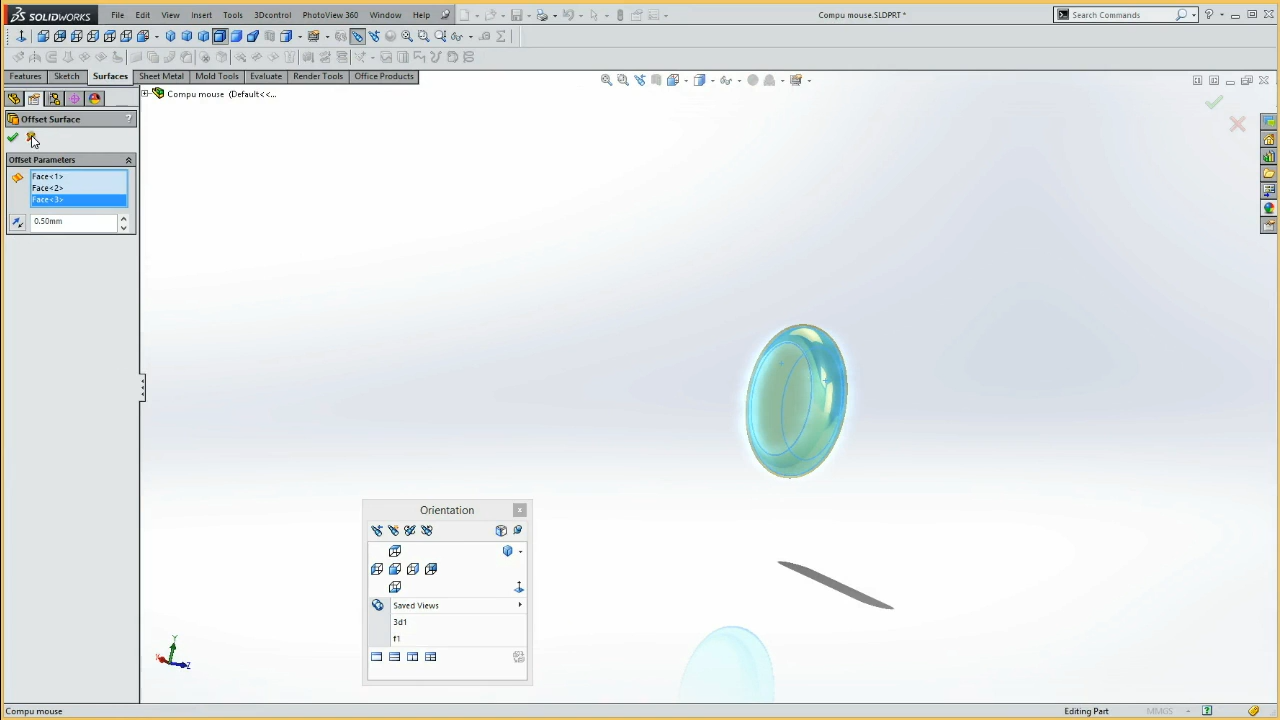 SOLIDWORKS File Edit View Insert Tools 3Dcontrol PhotoView 360 Window Help Compu mouse.SLDPRT * Search Commands
Features Sketch Surfaces Sheet Metal Mold Tools Evaluate Render Tools Office Products
Compu mouse (Default<<...
Offset Surface ?
Offset Parameters
Face<1>
Face<2>
Face<3>
0.50mm
Orientation
Saved Views
3d1
f1
Y
X
Z
Compu mouse Editing Part MMGS